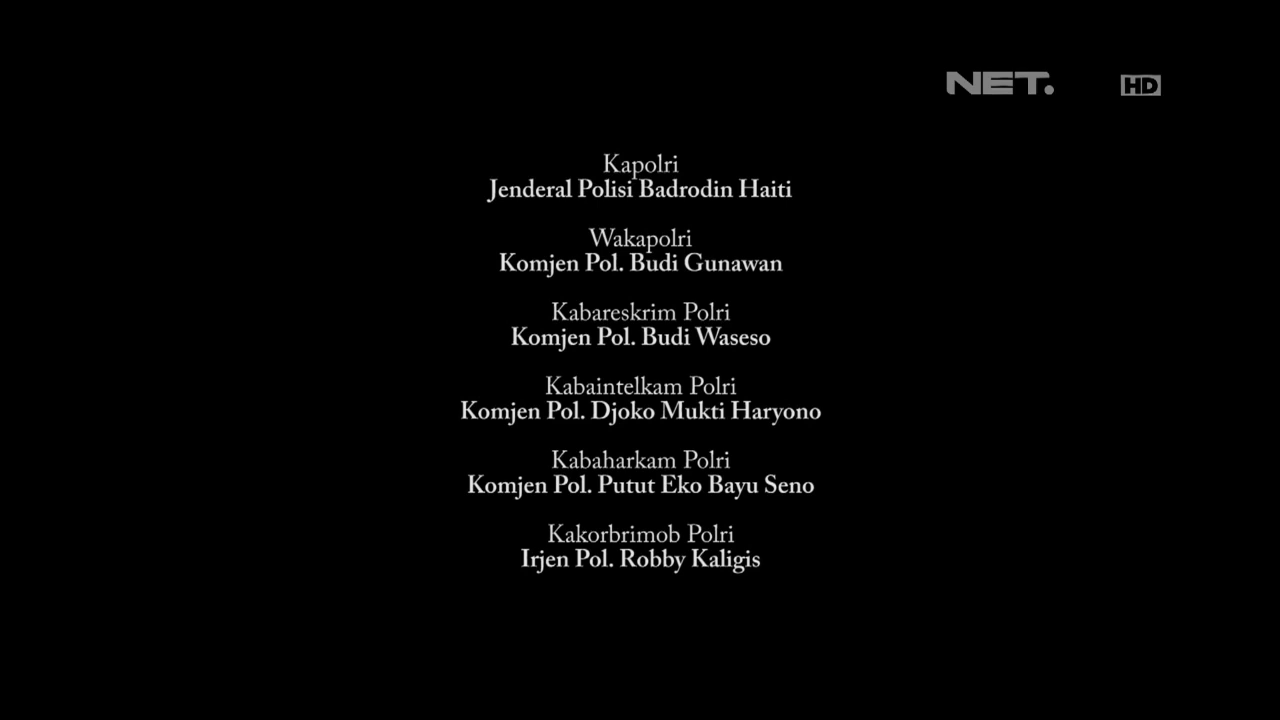 NET.
HD
Kapolri
Jenderal Polisi Badrodin Haiti
Wakapolri
Komjen Pol. Budi Gunawan
Kabareskrim Polri
Komjen Pol. Budi Waseso
Kabaintelkam Polri
Komjen Pol. Djoko Mukti Haryono
Kabaharkam Polri
Komjen Pol. Putut Eko Bayu Seno
Kakorbrimob Polri
Irjen Pol. Robby Kaligis